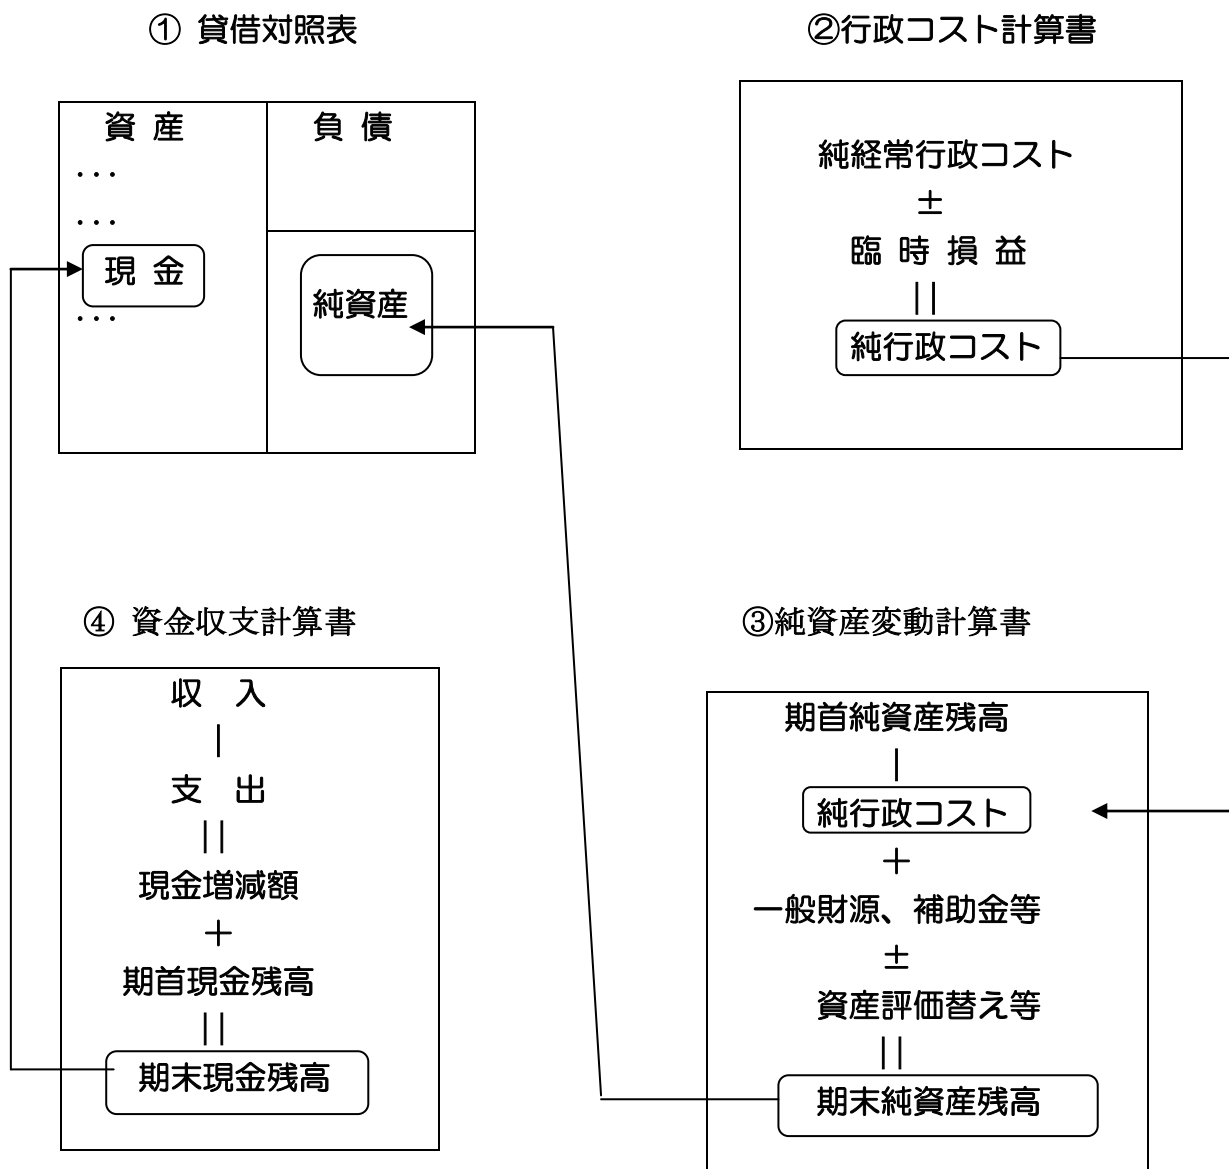 ① 貸借対照表
資 産
・・・
・・・
現 金
・・・
負 債
純資産
②行政コスト計算書
純経常行政コスト
±
臨 時 損 益
||
純行政コスト
④ 資金収支計算書
収 入
|
支 出
||
現金増減額
+
期首現金残高
||
期末現金残高
③純資産変動計算書
期首純資産残高
|
純行政コスト
+
一般財源、補助金等
±
資産評価替え等
||
期末純資産残高